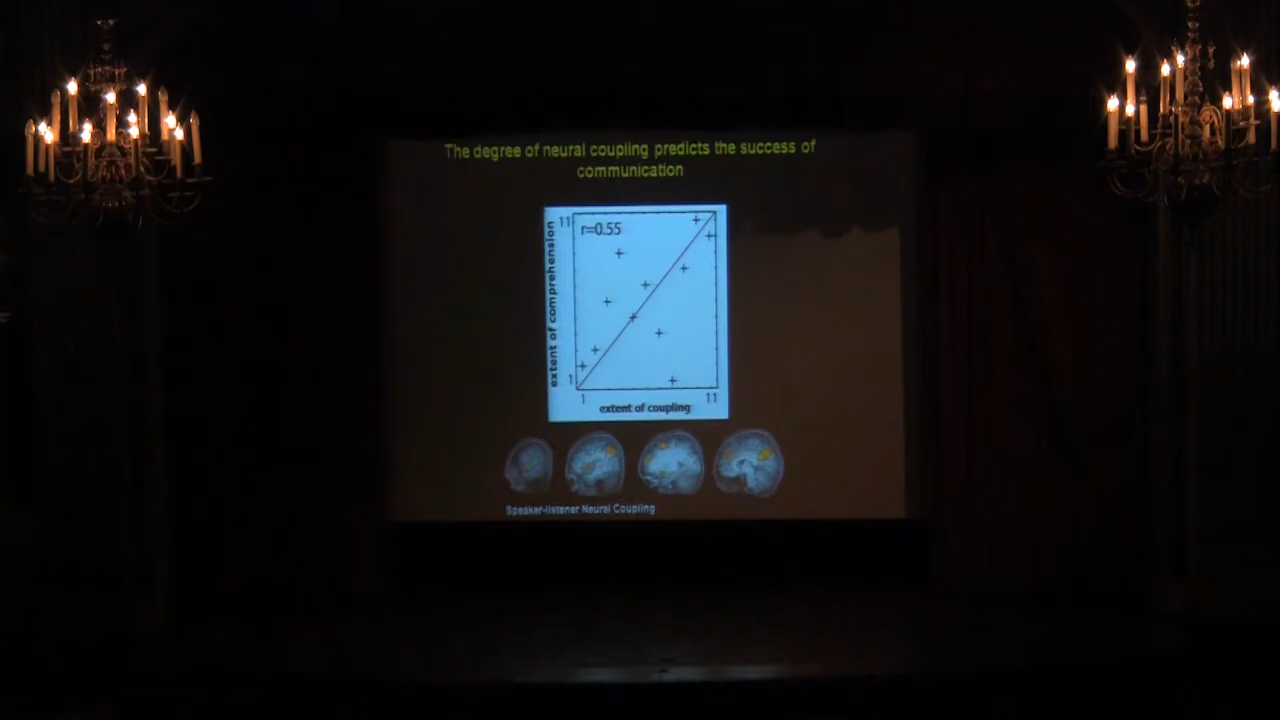 The degree of neural coupling predicts the success of
communication
11
r=0.55
extent of comprehension
1
1
11
extent of coupling
Speaker-listener Neural Coupling